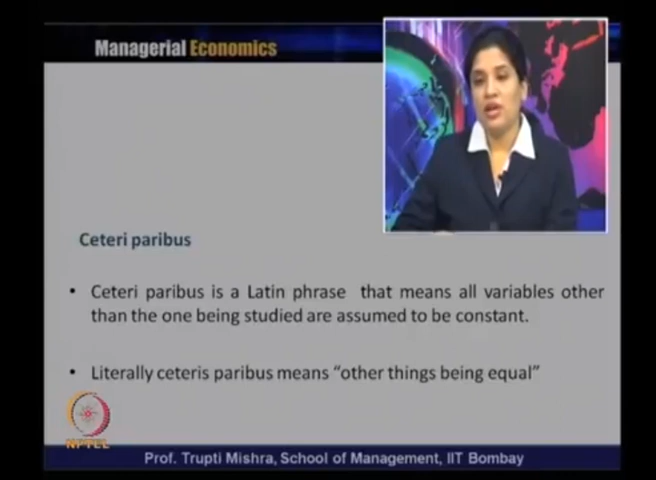 Managerial Economics
Ceteri paribus
• Ceteri paribus is a Latin phrase that means all variables other
than the one being studied are assumed to be constant.
• Literally ceteris paribus means “other things being equal”
NPTEL
Prof. Trupti Mishra, School of Management, IIT Bombay